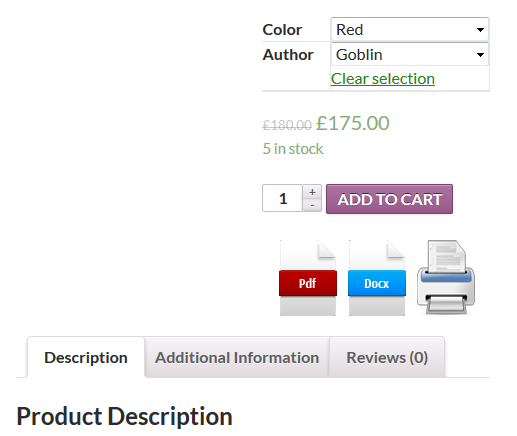 Color Red
Author Goblin
Clear selection
£180.00 £175.00
5 in stock
1 + - ADD TO CART
Pdf Docx
Description Additional Information Reviews (0)
Product Description